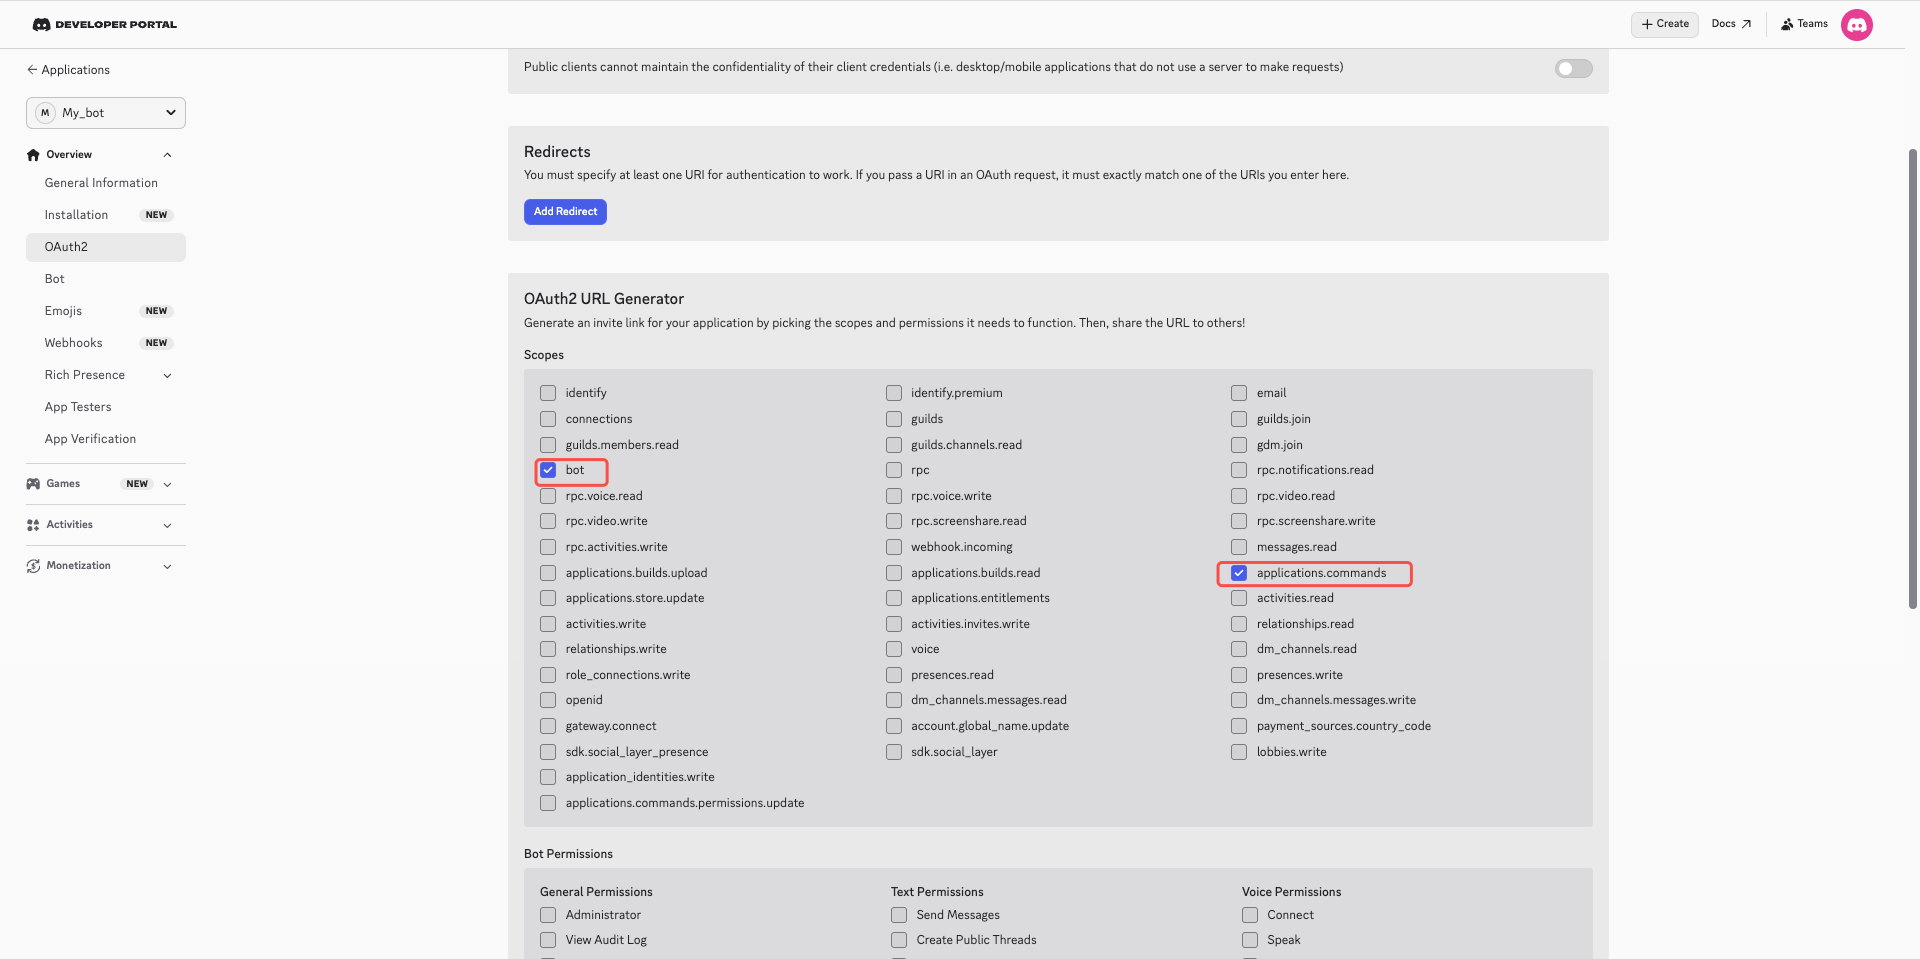 DEVELOPER PORTAL
Create
Docs
Teams
Applications
M My_bot
Overview
General Information
Installation NEW
OAuth2
Bot
Emojis NEW
Webhooks NEW
Rich Presence
App Testers
App Verification
Games NEW
Activities
Monetization
Public clients cannot maintain the confidentiality of their client credentials (i.e. desktop/mobile applications that do not use a server to make requests)
Redirects
You must specify at least one URI for authentication to work. If you pass a URI in an OAuth request, it must exactly match one of the URIs you enter here.
Add Redirect
OAuth2 URL Generator
Generate an invite link for your application by picking the scopes and permissions it needs to function. Then, share the URL to others!
Scopes
identify identify.premium email
connections guilds guilds.join
guilds.members.read guilds.channels.read gdm.join
bot rpc rpc.notifications.read
rpc.voice.read rpc.voice.write rpc.video.read
rpc.video.write rpc.screenshare.read rpc.screenshare.write
rpc.activities.write webhook.incoming messages.read
applications.builds.upload applications.builds.read applications.commands
applications.store.update applications.entitlements activities.read
activities.write activities.invites.write relationships.read
relationships.write voice dm_channels.read
role_connections.write presences.read presences.write
openid dm_channels.messages.read dm_channels.messages.write
gateway.connect account.global_name.update payment_sources.country_code
sdk.social_layer_presence sdk.social_layer lobbies.write
application_identities.write
applications.commands.permissions.update
Bot Permissions
General Permissions Text Permissions Voice Permissions
Administrator Send Messages Connect
View Audit Log Create Public Threads Speak